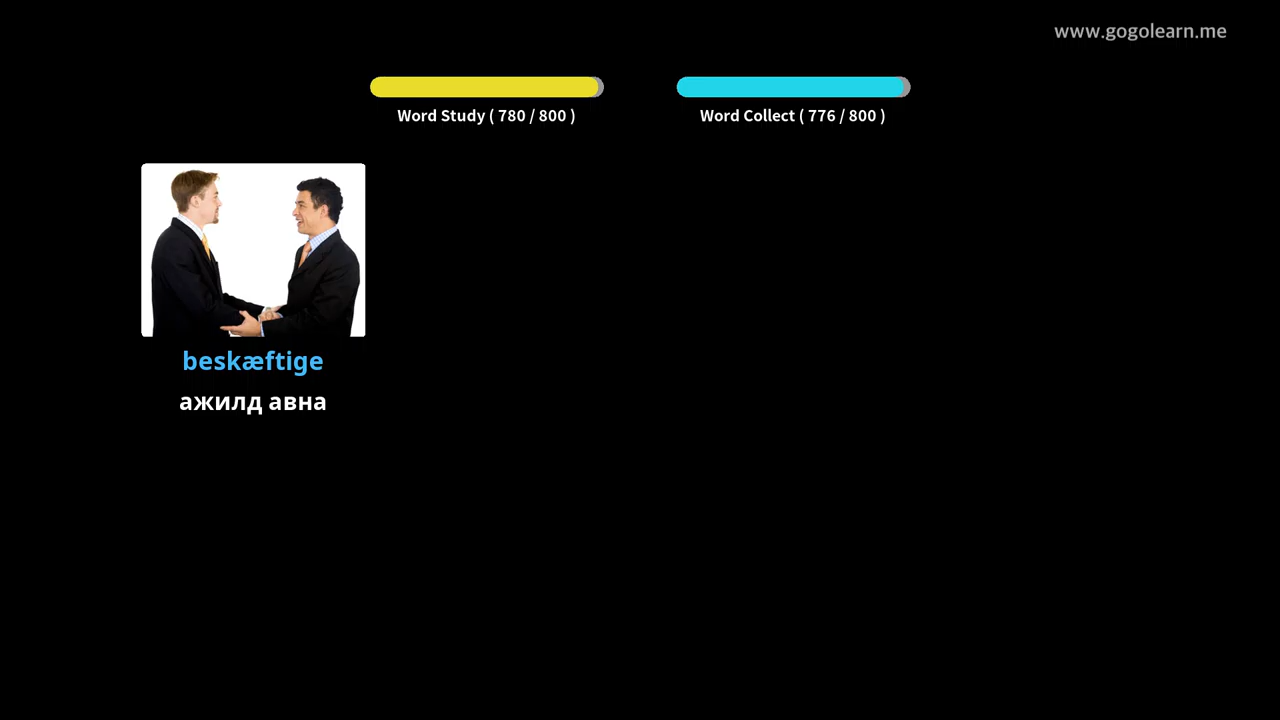 www.gogolearn.me
Word Study ( 780 / 800 )
Word Collect ( 776 / 800 )
beskæftige
ажилд авна